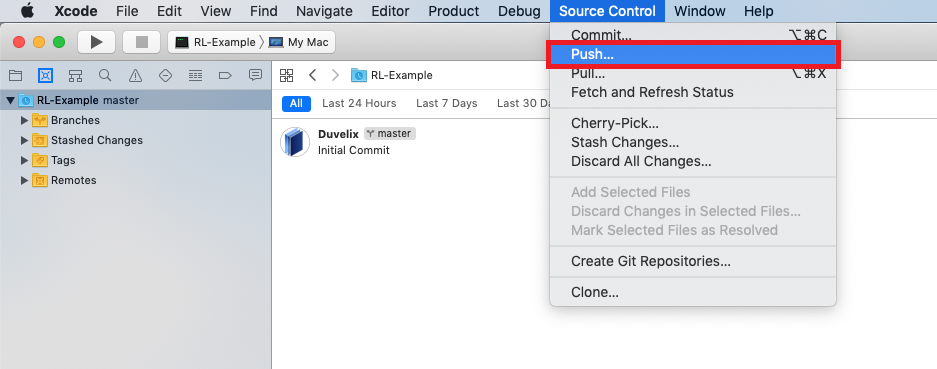 Xcode File Edit View Find Navigate Editor Product Debug Source Control Window Help
RL-Example My Mac
RL-Example master
Branches
Stashed Changes
Tags
Remotes
RL-Example
All Last 24 Hours Last 7 Days Last 30 Da
Duvelix master
Initial Commit
Commit... ⌥⌘C
Push...
Pull... ⌥⌘X
Fetch and Refresh Status
Cherry-Pick...
Stash Changes...
Discard All Changes...
Add Selected Files
Discard Changes in Selected Files...
Mark Selected Files as Resolved
Create Git Repositories...
Clone...